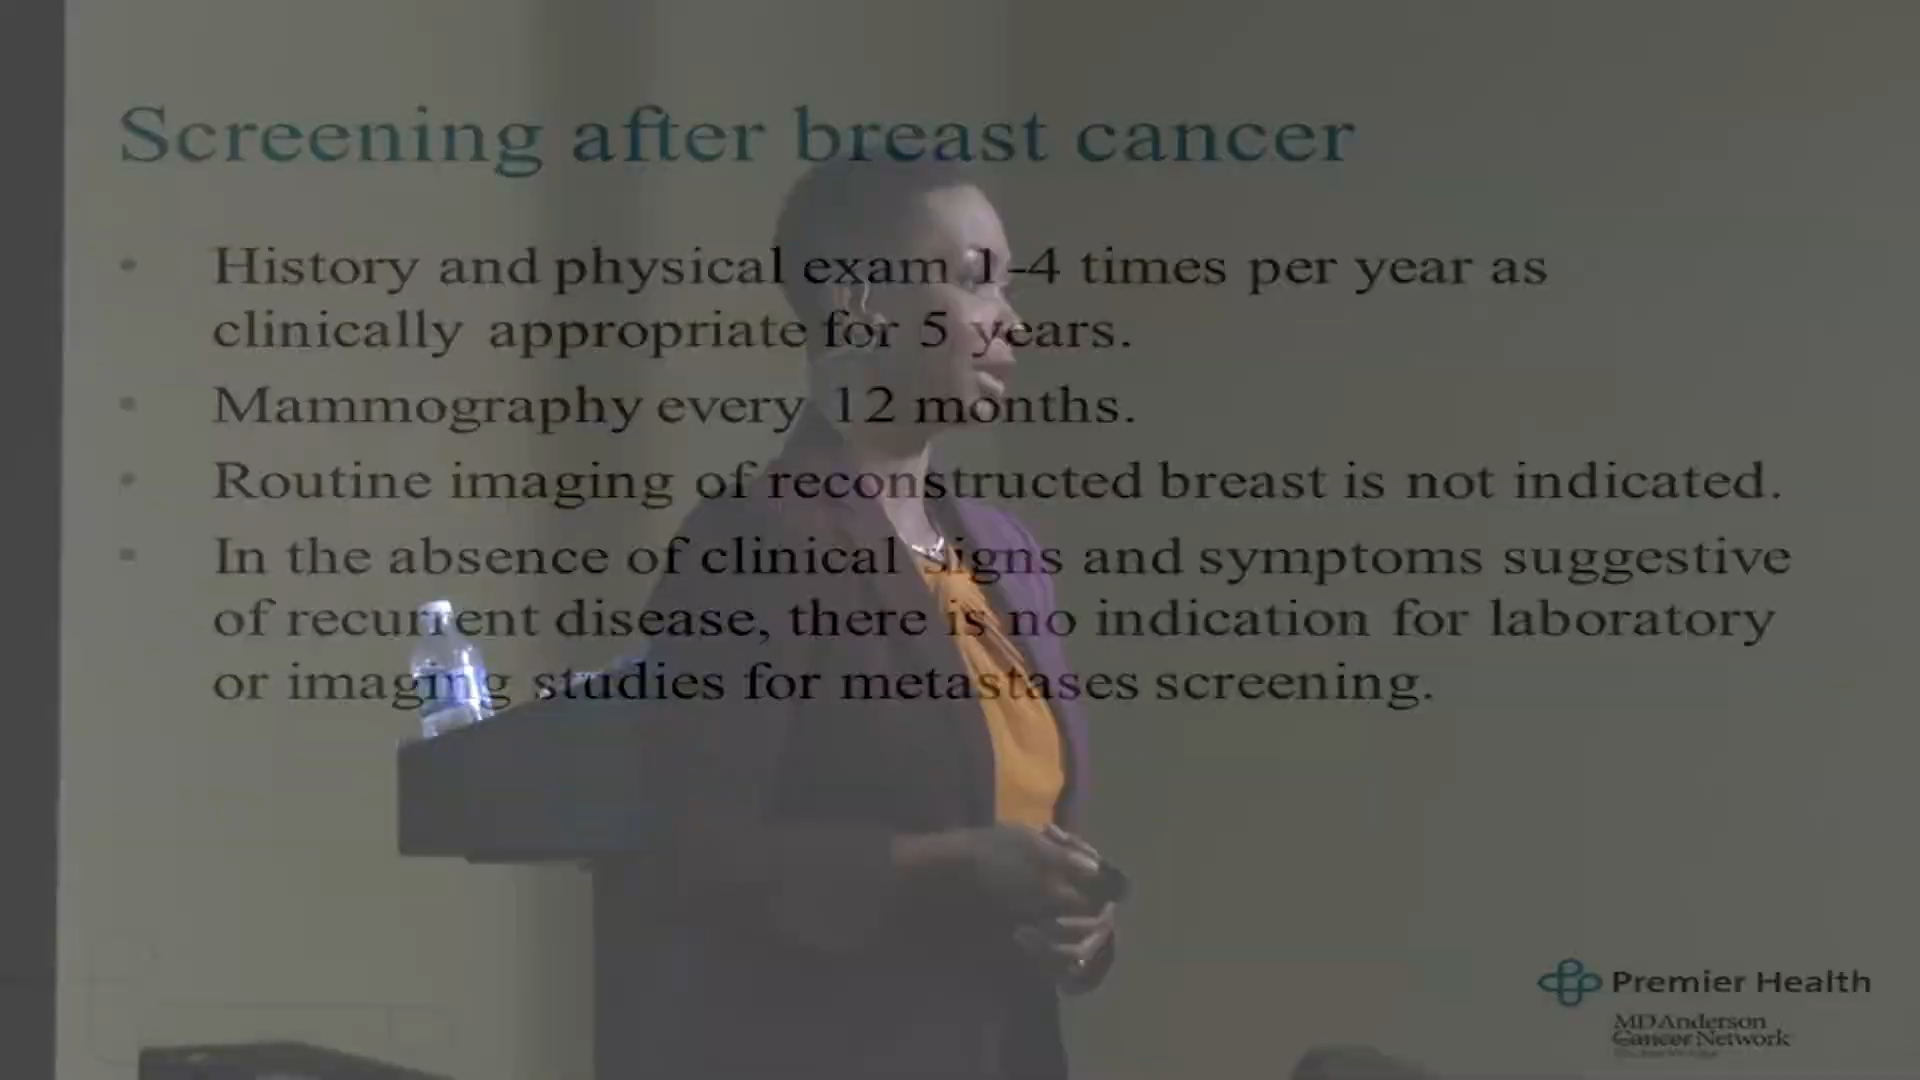 Screening after breast cancer
• History and physical exam 1-4 times per year as
clinically appropriate for 5 years.
• Mammography every 12 months.
• Routine imaging of reconstructed breast is not indicated.
• In the absence of clinical signs and symptoms suggestive
of recurrent disease, there is no indication for laboratory
or imaging studies for metastases screening.
Premier Health
MD Anderson
Cancer Network